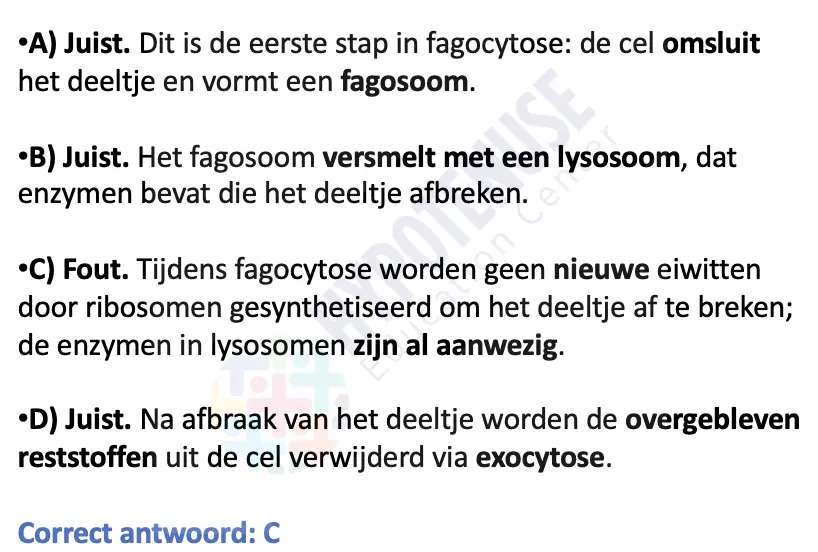 •A) Juist. Dit is de eerste stap in fagocytose: de cel omsluit
het deeltje en vormt een fagosoom.
•B) Juist. Het fagosoom versmelt met een lysosoom, dat
enzymen bevat die het deeltje afbreken.
•C) Fout. Tijdens fagocytose worden geen nieuwe eiwitten
door ribosomen gesynthetiseerd om het deeltje af te breken;
de enzymen in lysosomen zijn al aanwezig.
•D) Juist. Na afbraak van het deeltje worden de overgebleven
reststoffen uit de cel verwijderd via exocytose.
Correct antwoord: C
HYPOTENUSE
Education Center